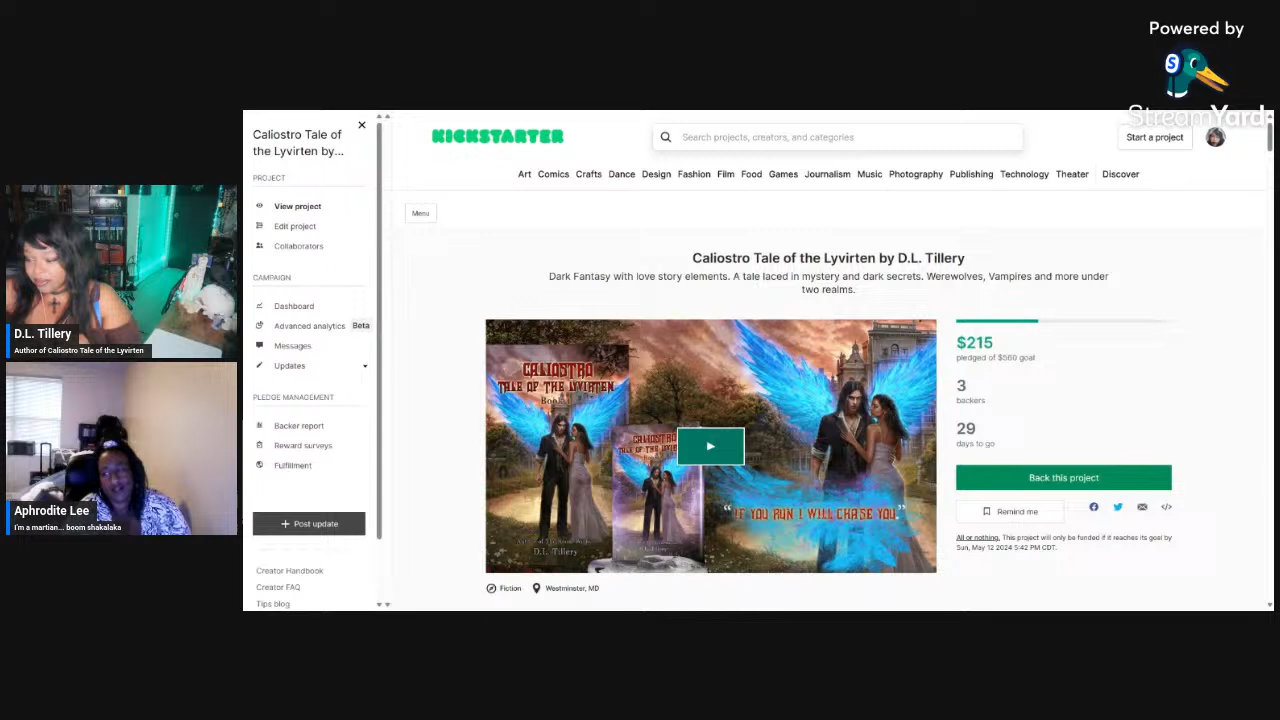 Powered by
S
StreamYard
Caliostro Tale of
the Lyvirten by...
PROJECT
View project
Edit project
Collaborators
CAMPAIGN
Dashboard
Advanced analytics Beta
Messages
Updates
PLEDGE MANAGEMENT
Backer report
Reward surveys
Fulfillment
+ Post update
Creator Handbook
Creator FAQ
Tips blog
KICKSTARTER
Search projects, creators, and categories
Start a project
Art Comics Crafts Dance Design Fashion Film Food Games Journalism Music Photography Publishing Technology Theater Discover
Menu
Caliostro Tale of the Lyvirten by D.L. Tillery
Dark Fantasy with love story elements. A tale laced in mystery and dark secrets. Werewolves, Vampires and more under
two realms.
CALIOSTRO
TALE OF THE LYVIRTEN
Book
D.L. Tillery
CALIOSTRO
"IF YOU RUN I WILL CHASE YOU."
$215
pledged of $560 goal
3
backers
29
days to go
Back this project
Remind me
All or nothing. This project will only be funded if it reaches its goal by
Sun, May 12 2024 5:42 PM CDT.
Fiction Westminster, MD
D.L. Tillery
Author of Caliostro Tale of the Lyvirten
Aphrodite Lee
I'm a martian... boom shakalaka